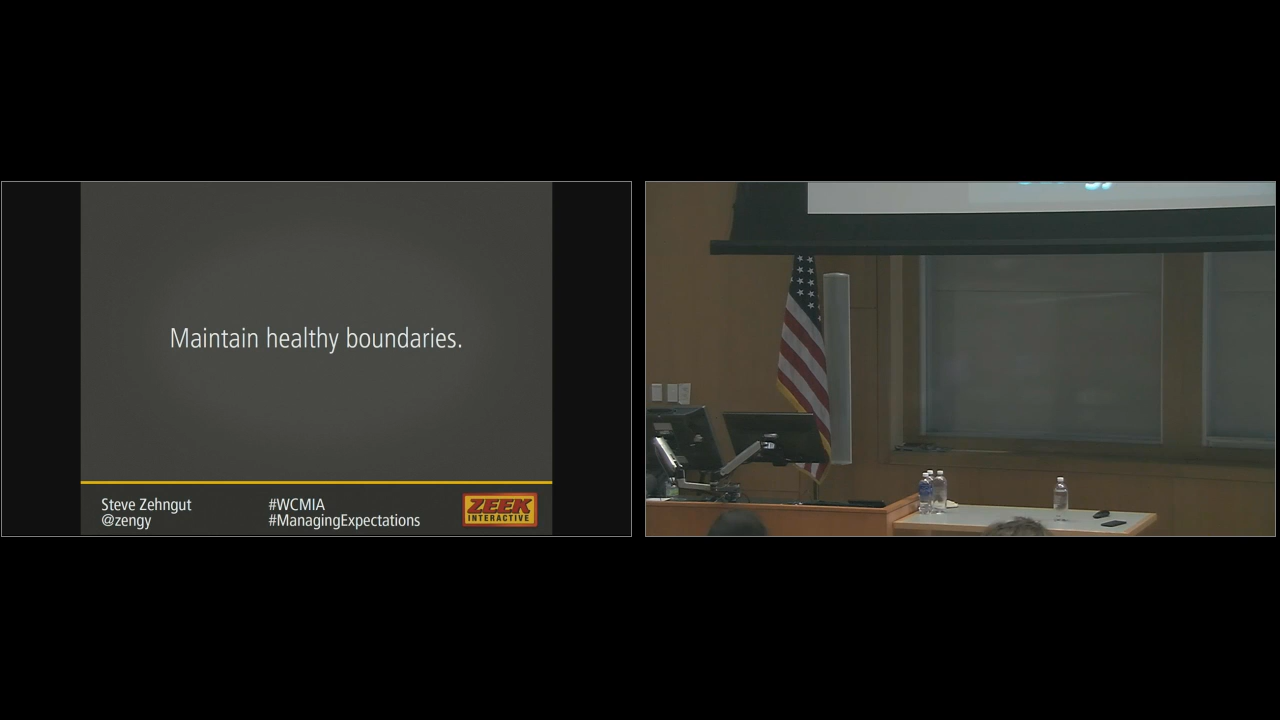 Maintain healthy boundaries.
Steve Zehngut
@zengy
#WCMIA
#ManagingExpectations
ZEEK
INTERACTIVE